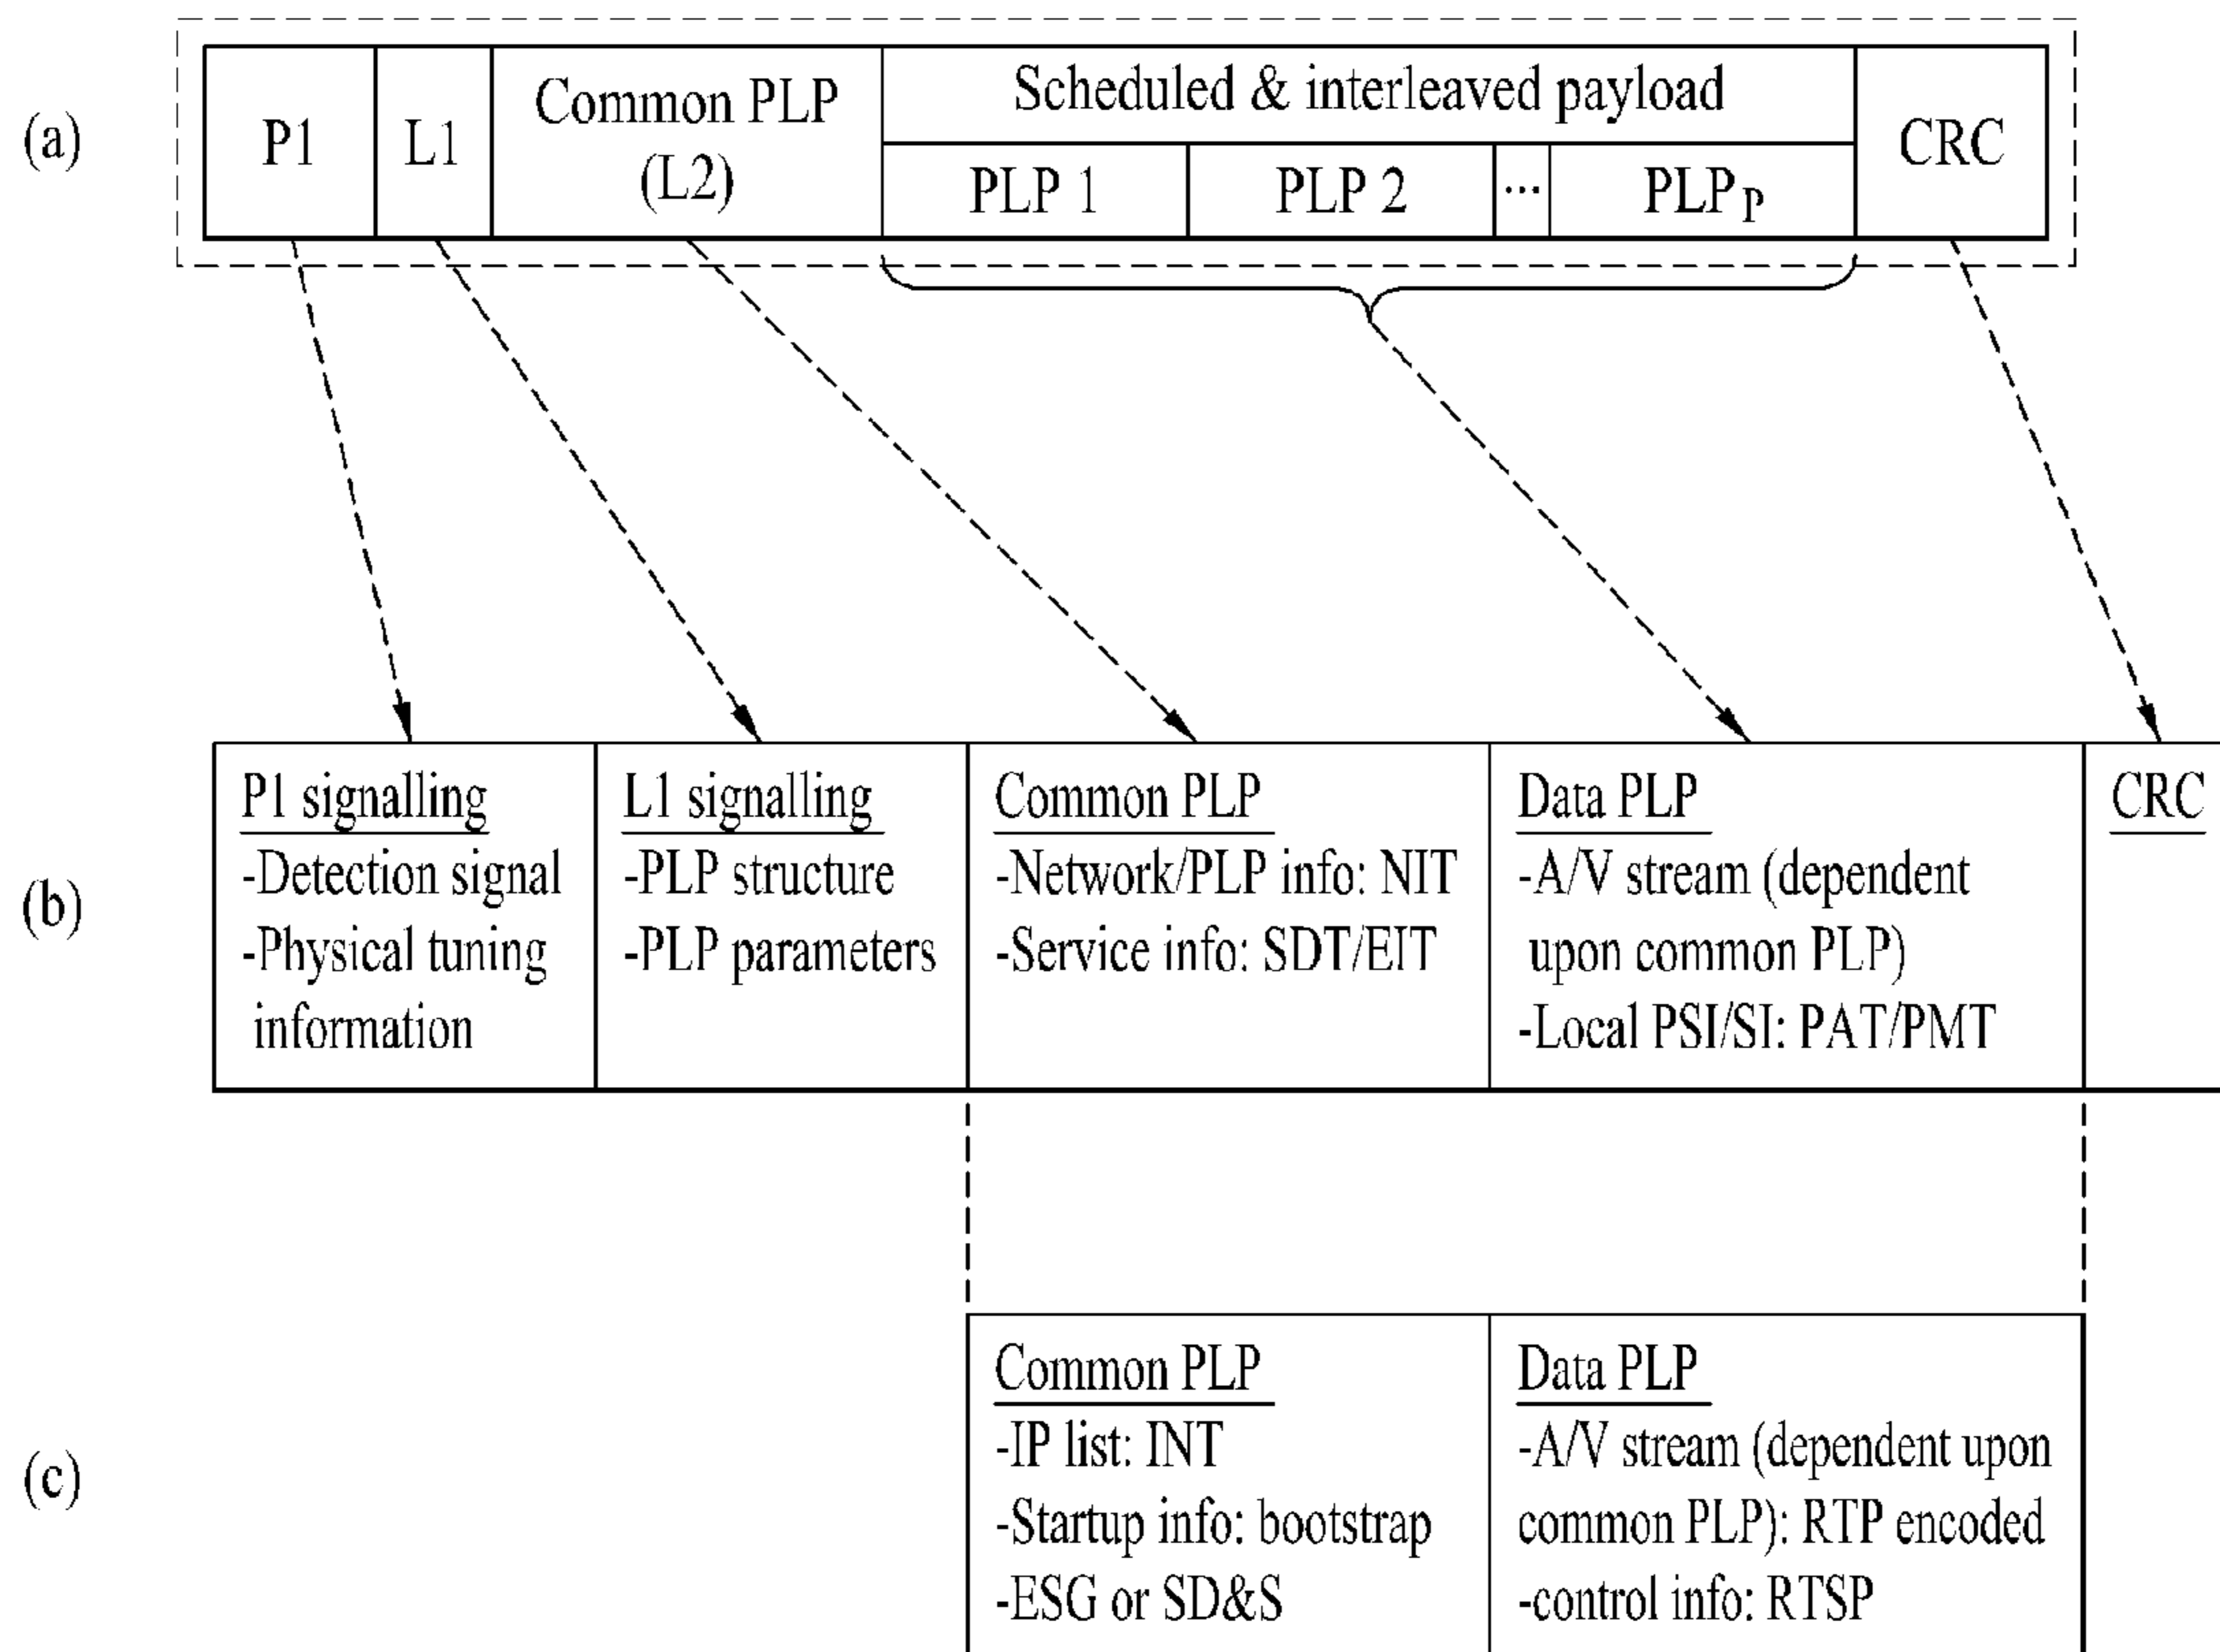 (a)
P1
L1
Common PLP
(L2)
Scheduled & interleaved payload
PLP 1
PLP 2
...
PLP P
CRC
(b)
P1 signalling
-Detection signal
-Physical tuning
information
L1 signalling
-PLP structure
-PLP parameters
Common PLP
-Network/PLP info: NIT
-Service info: SDT/EIT
Data PLP
-A/V stream (dependent
upon common PLP)
-Local PSI/SI: PAT/PMT
CRC
(c)
Common PLP
-IP list: INT
-Startup info: bootstrap
-ESG or SD&S
Data PLP
-A/V stream (dependent upon
common PLP): RTP encoded
-control info: RTSP